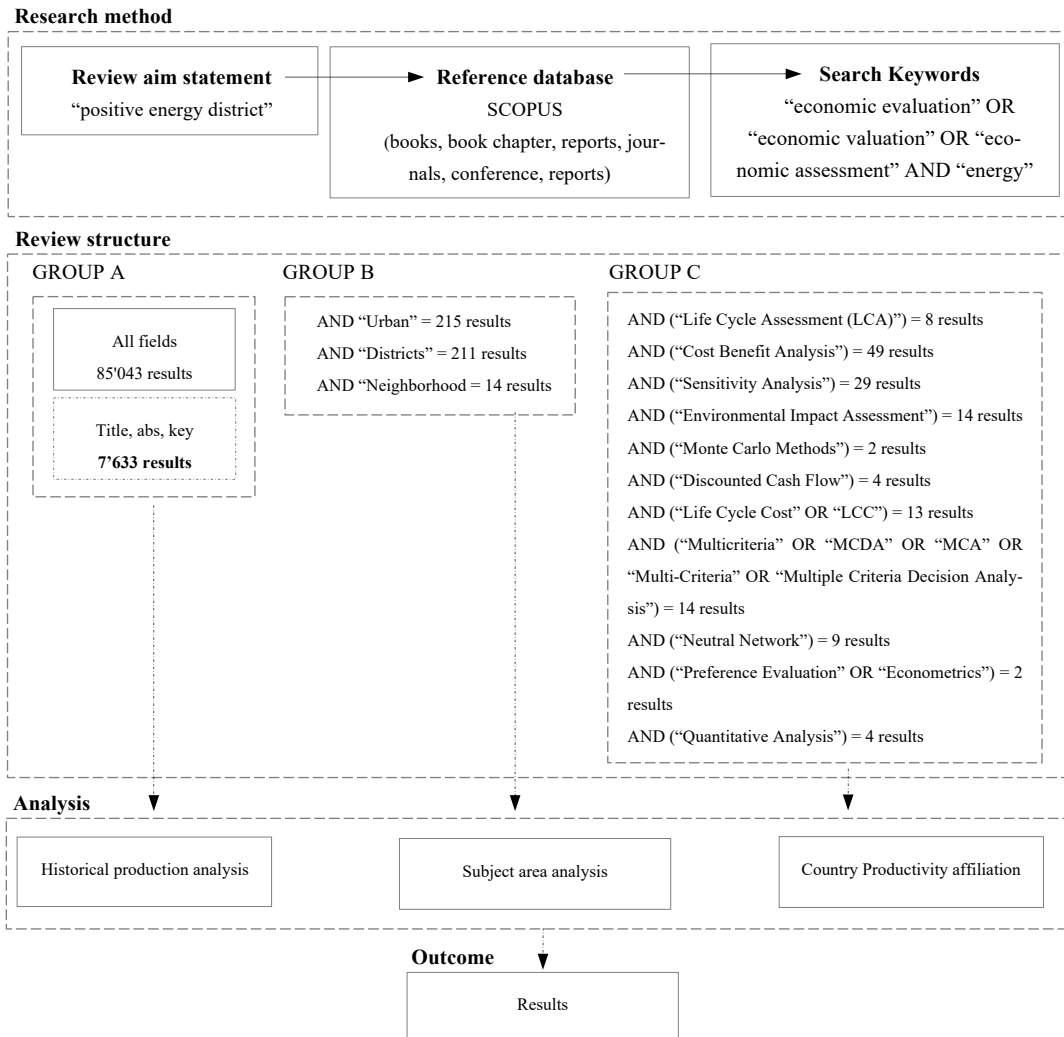 Research method
Review aim statement
“positive energy district”
Reference database
SCOPUS
(books, book chapter, reports, jour-
nals, conference, reports)
Search Keywords
“economic evaluation” OR
“economic valuation” OR “eco-
nomic assessment” AND “energy”
Review structure
GROUP A
All fields
85'043 results
Title, abs, key
7’633 results
GROUP B
AND “Urban” = 215 results
AND “Districts” = 211 results
AND “Neighborhood = 14 results
GROUP C
AND (“Life Cycle Assessment (LCA)”) = 8 results
AND (“Cost Benefit Analysis”) = 49 results
AND (“Sensitivity Analysis”) = 29 results
AND (“Environmental Impact Assessment”) = 14 results
AND (“Monte Carlo Methods”) = 2 results
AND (“Discounted Cash Flow”) = 4 results
AND (“Life Cycle Cost” OR “LCC”) = 13 results
AND (“Multicriteria” OR “MCDA” OR “MCA” OR
“Multi-Criteria” OR “Multiple Criteria Decision Analy-
sis”) = 14 results
AND (“Neutral Network”) = 9 results
AND (“Preference Evaluation” OR “Econometrics”) = 2
results
AND (“Quantitative Analysis”) = 4 results
Analysis
Historical production analysis
Subject area analysis
Country Productivity affiliation
Outcome
Results